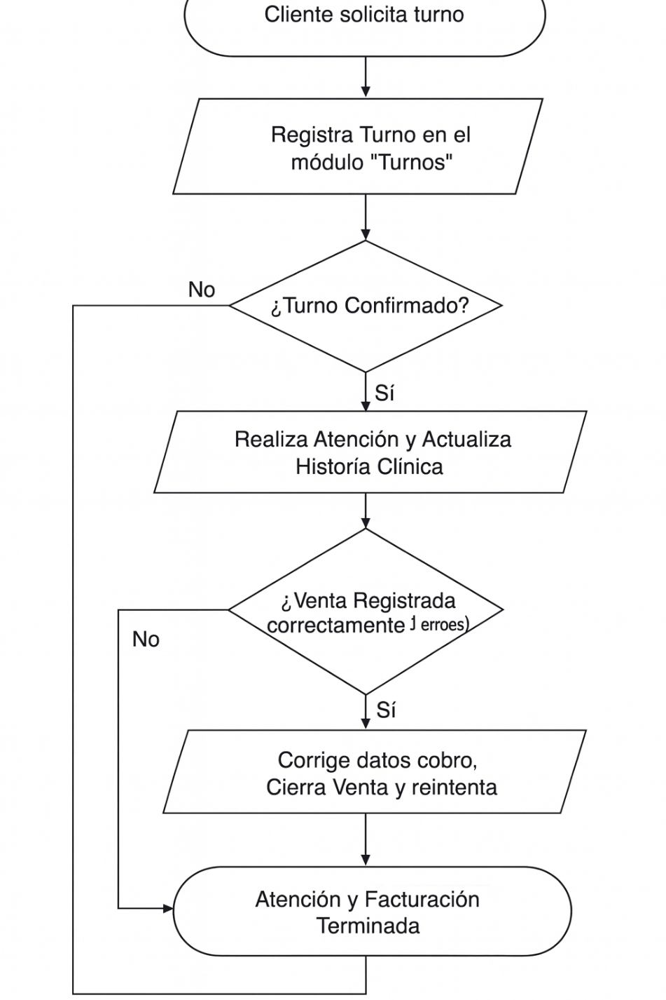 Cliente solicita turno
Registra Turno en el
módulo "Turnos"
No
¿Turno Confirmado?
Sí
Realiza Atención y Actualiza
Historía Clínica
¿Venta Registrada
correctamente erroes)
No
Sí
Corrige datos cobro,
Cierra Venta y reintenta
Atención y Facturación
Terminada